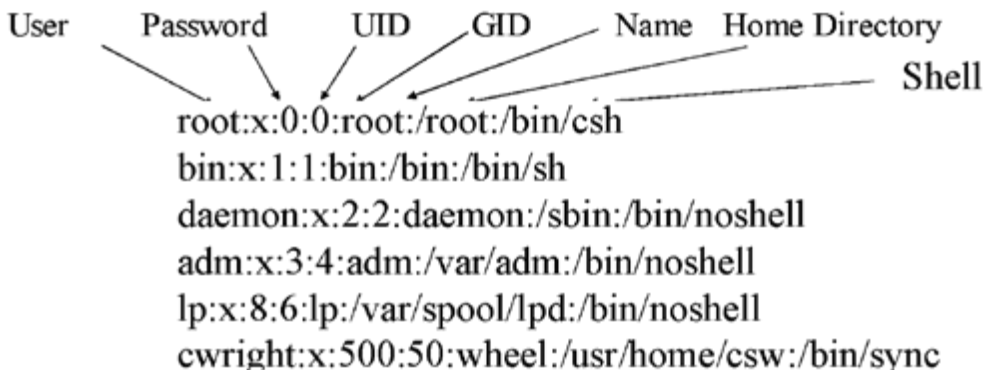 User Password UID GID Name Home Directory
Shell
root:x:0:0:root:/root:/bin/csh
bin:x:1:1:bin:/bin:/bin/sh
daemon:x:2:2:daemon:/sbin:/bin/noshell
adm:x:3:4:adm:/var/adm:/bin/noshell
lp:x:8:6:lp:/var/spool/lpd:/bin/noshell
cwright:x:500:50:wheel:/usr/home/csw:/bin/sync